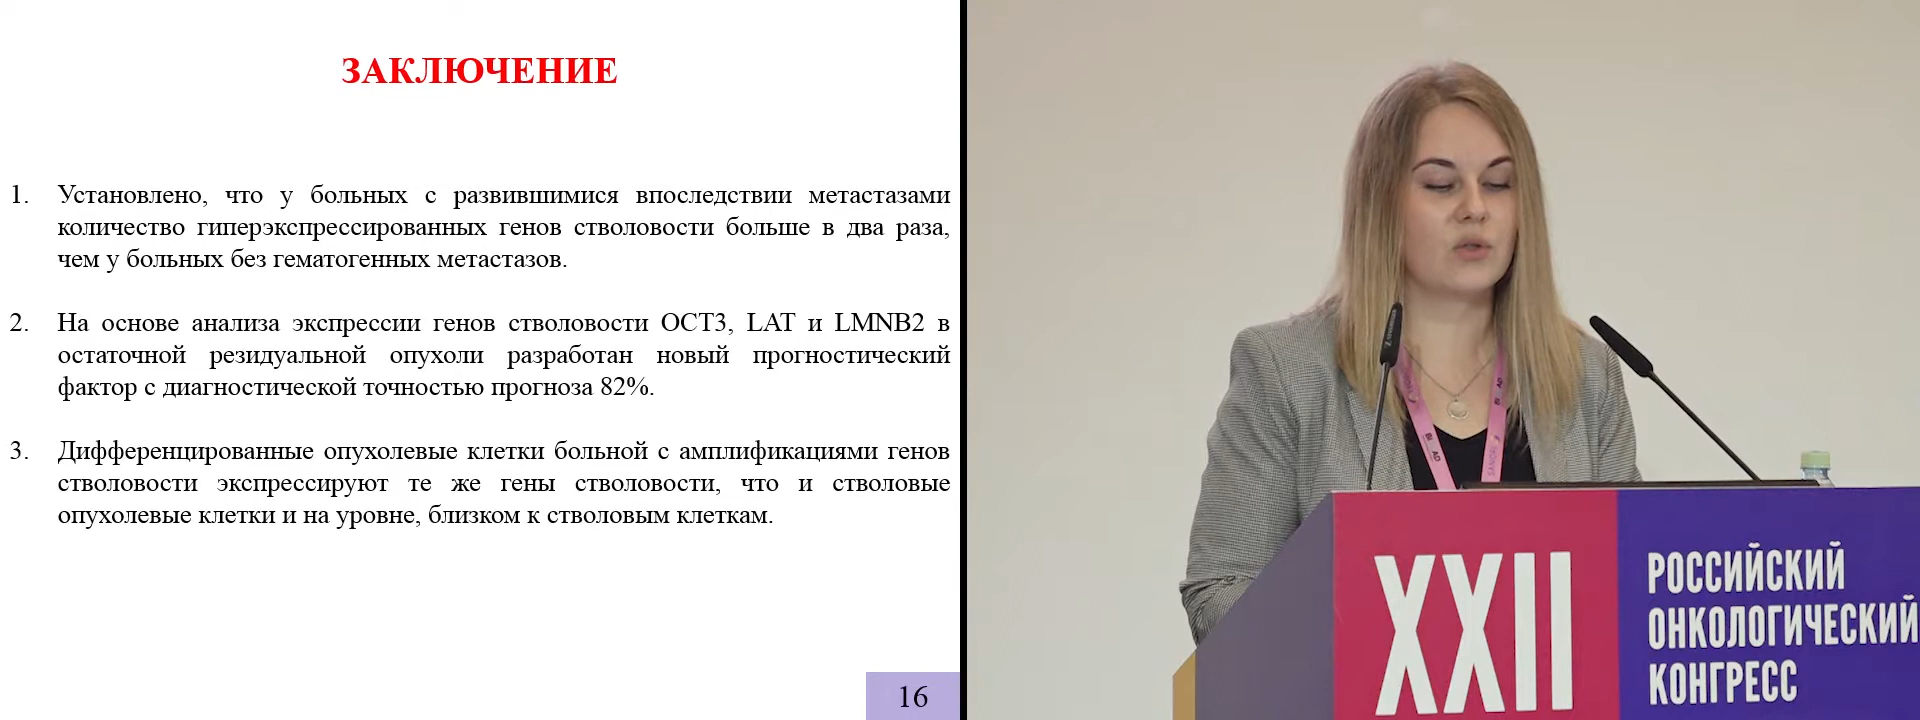 ЗАКЛЮЧЕНИЕ
1. Установлено, что у больных с развившимися впоследствии метастазами
количество гиперэкспрессированных генов стволовости больше в два раза,
чем у больных без гематогенных метастазов.
2. На основе анализа экспрессии генов стволовости OCT3, LAT и LMNB2 в
остаточной резидуальной опухоли разработан новый прогностический
фактор с диагностической точностью прогноза 82%.
3. Дифференцированные опухолевые клетки больной с амплификациями генов
стволовости экспрессируют те же гены стволовости, что и стволовые
опухолевые клетки и на уровне, близком к стволовым клеткам.
16
XXII
РОССИЙСКИЙ
ОНКОЛОГИЧЕСКИЙ
КОНГРЕСС